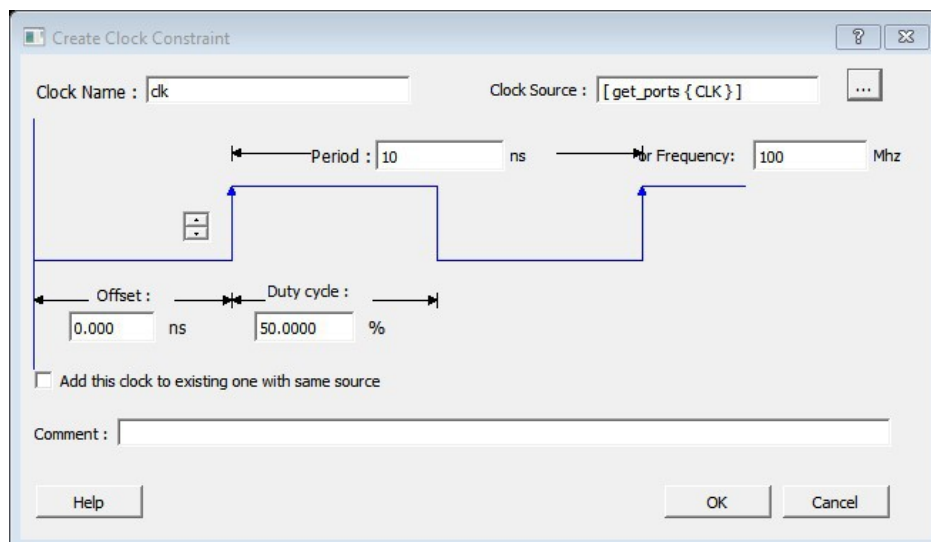 Create Clock Constraint
Clock Name : clk
Clock Source : [ get_ports { CLK } ]
...
Period : 10 ns
or Frequency: 100 Mhz
Offset :
0.000 ns
Duty cycle :
50.0000 %
Add this clock to existing one with same source
Comment :
Help
OK
Cancel